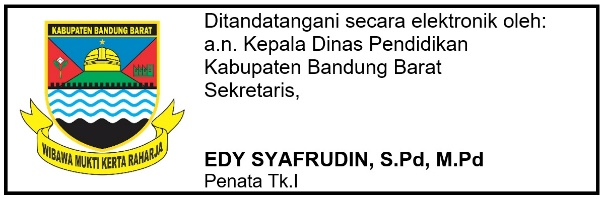 KABUPATEN BANDUNG BARAT
WIBAWA MUKTI KERTA RAHARJA
Ditandatangani secara elektronik oleh:
a.n. Kepala Dinas Pendidikan
Kabupaten Bandung Barat
Sekretaris,
EDY SYAFRUDIN, S.Pd, M.Pd
Penata Tk.I